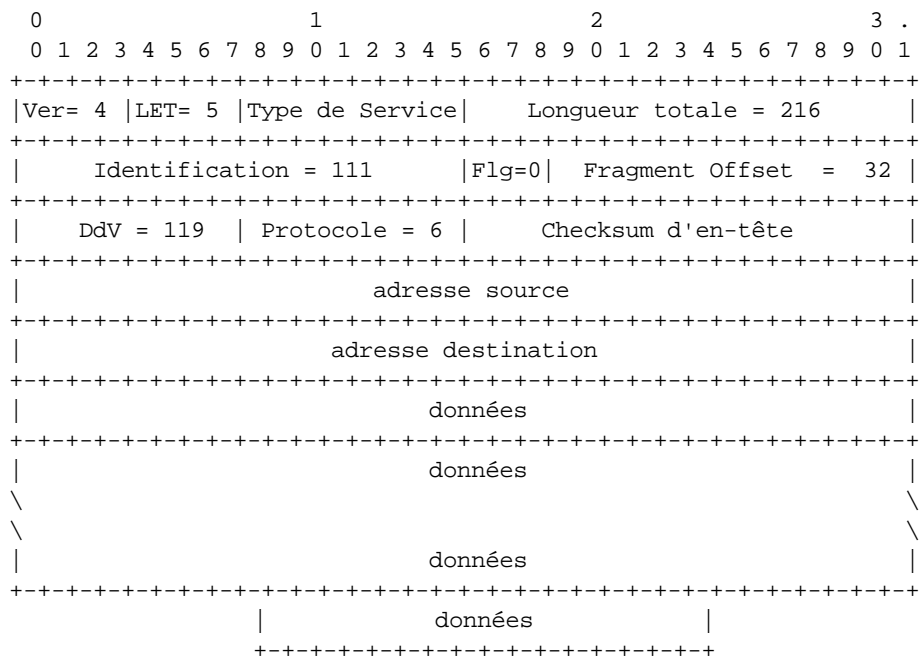 0                   1                   2                   3 .
0 1 2 3 4 5 6 7 8 9 0 1 2 3 4 5 6 7 8 9 0 1 2 3 4 5 6 7 8 9 0 1
+-+-+-+-+-+-+-+-+-+-+-+-+-+-+-+-+-+-+-+-+-+-+-+-+-+-+-+-+-+-+-+-+
|Ver= 4 |LET= 5 |Type de Service|    Longueur totale = 216      |
+-+-+-+-+-+-+-+-+-+-+-+-+-+-+-+-+-+-+-+-+-+-+-+-+-+-+-+-+-+-+-+-+
|     Identification = 111      |Flg=0|  Fragment Offset  =  32 |
+-+-+-+-+-+-+-+-+-+-+-+-+-+-+-+-+-+-+-+-+-+-+-+-+-+-+-+-+-+-+-+-+
|    DdV = 119  | Protocole = 6 |     Checksum d'en-tête        |
+-+-+-+-+-+-+-+-+-+-+-+-+-+-+-+-+-+-+-+-+-+-+-+-+-+-+-+-+-+-+-+-+
|                         adresse source                        |
+-+-+-+-+-+-+-+-+-+-+-+-+-+-+-+-+-+-+-+-+-+-+-+-+-+-+-+-+-+-+-+-+
|                      adresse destination                      |
+-+-+-+-+-+-+-+-+-+-+-+-+-+-+-+-+-+-+-+-+-+-+-+-+-+-+-+-+-+-+-+-+
|                             données                           |
+-+-+-+-+-+-+-+-+-+-+-+-+-+-+-+-+-+-+-+-+-+-+-+-+-+-+-+-+-+-+-+-+
|                             données                           |
\                                                               \
\                                                               \
|                             données                           |
+-+-+-+-+-+-+-+-+-+-+-+-+-+-+-+-+-+-+-+-+-+-+-+-+-+-+-+-+-+-+-+-+
|            données            |
+-+-+-+-+-+-+-+-+-+-+-+-+-+-+-+-+